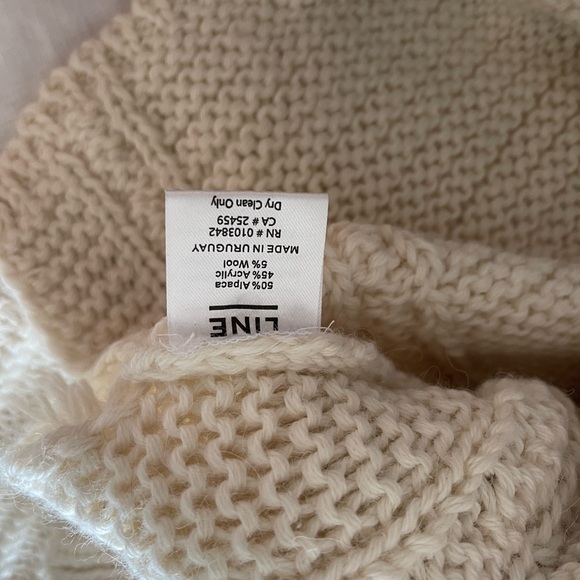 LINE
50% Alpaca
45% Acrylic
5% Wool
MADE IN URUGUAY
RN # 0103842
CA # 25459
Dry Clean Only